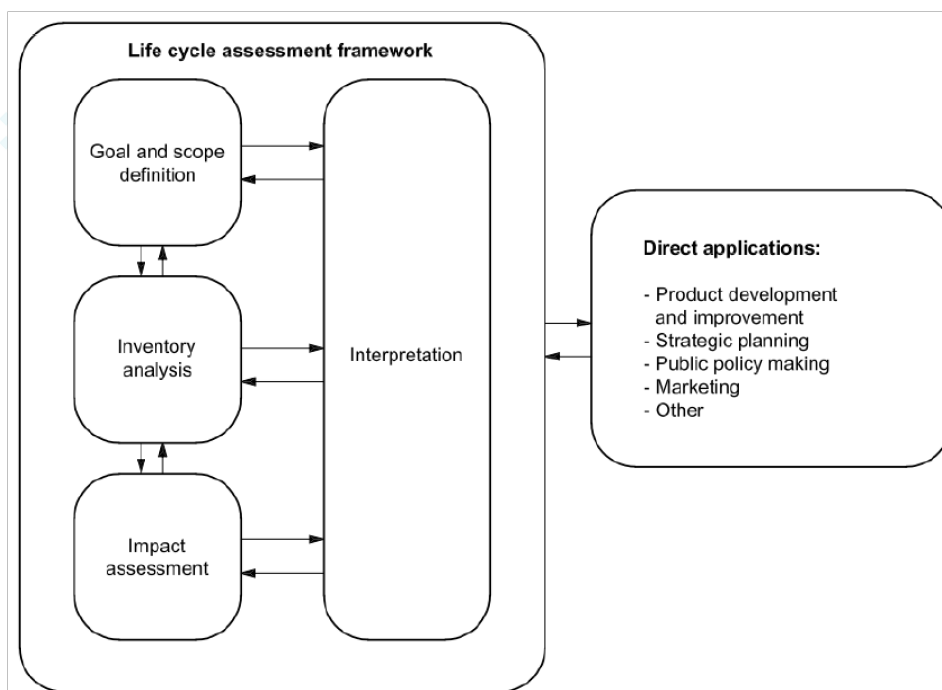 Life cycle assessment framework
Goal and scope
definition
Inventory
analysis
Impact
assessment
Interpretation
Direct applications:
- Product development
and improvement
- Strategic planning
- Public policy making
- Marketing
- Other